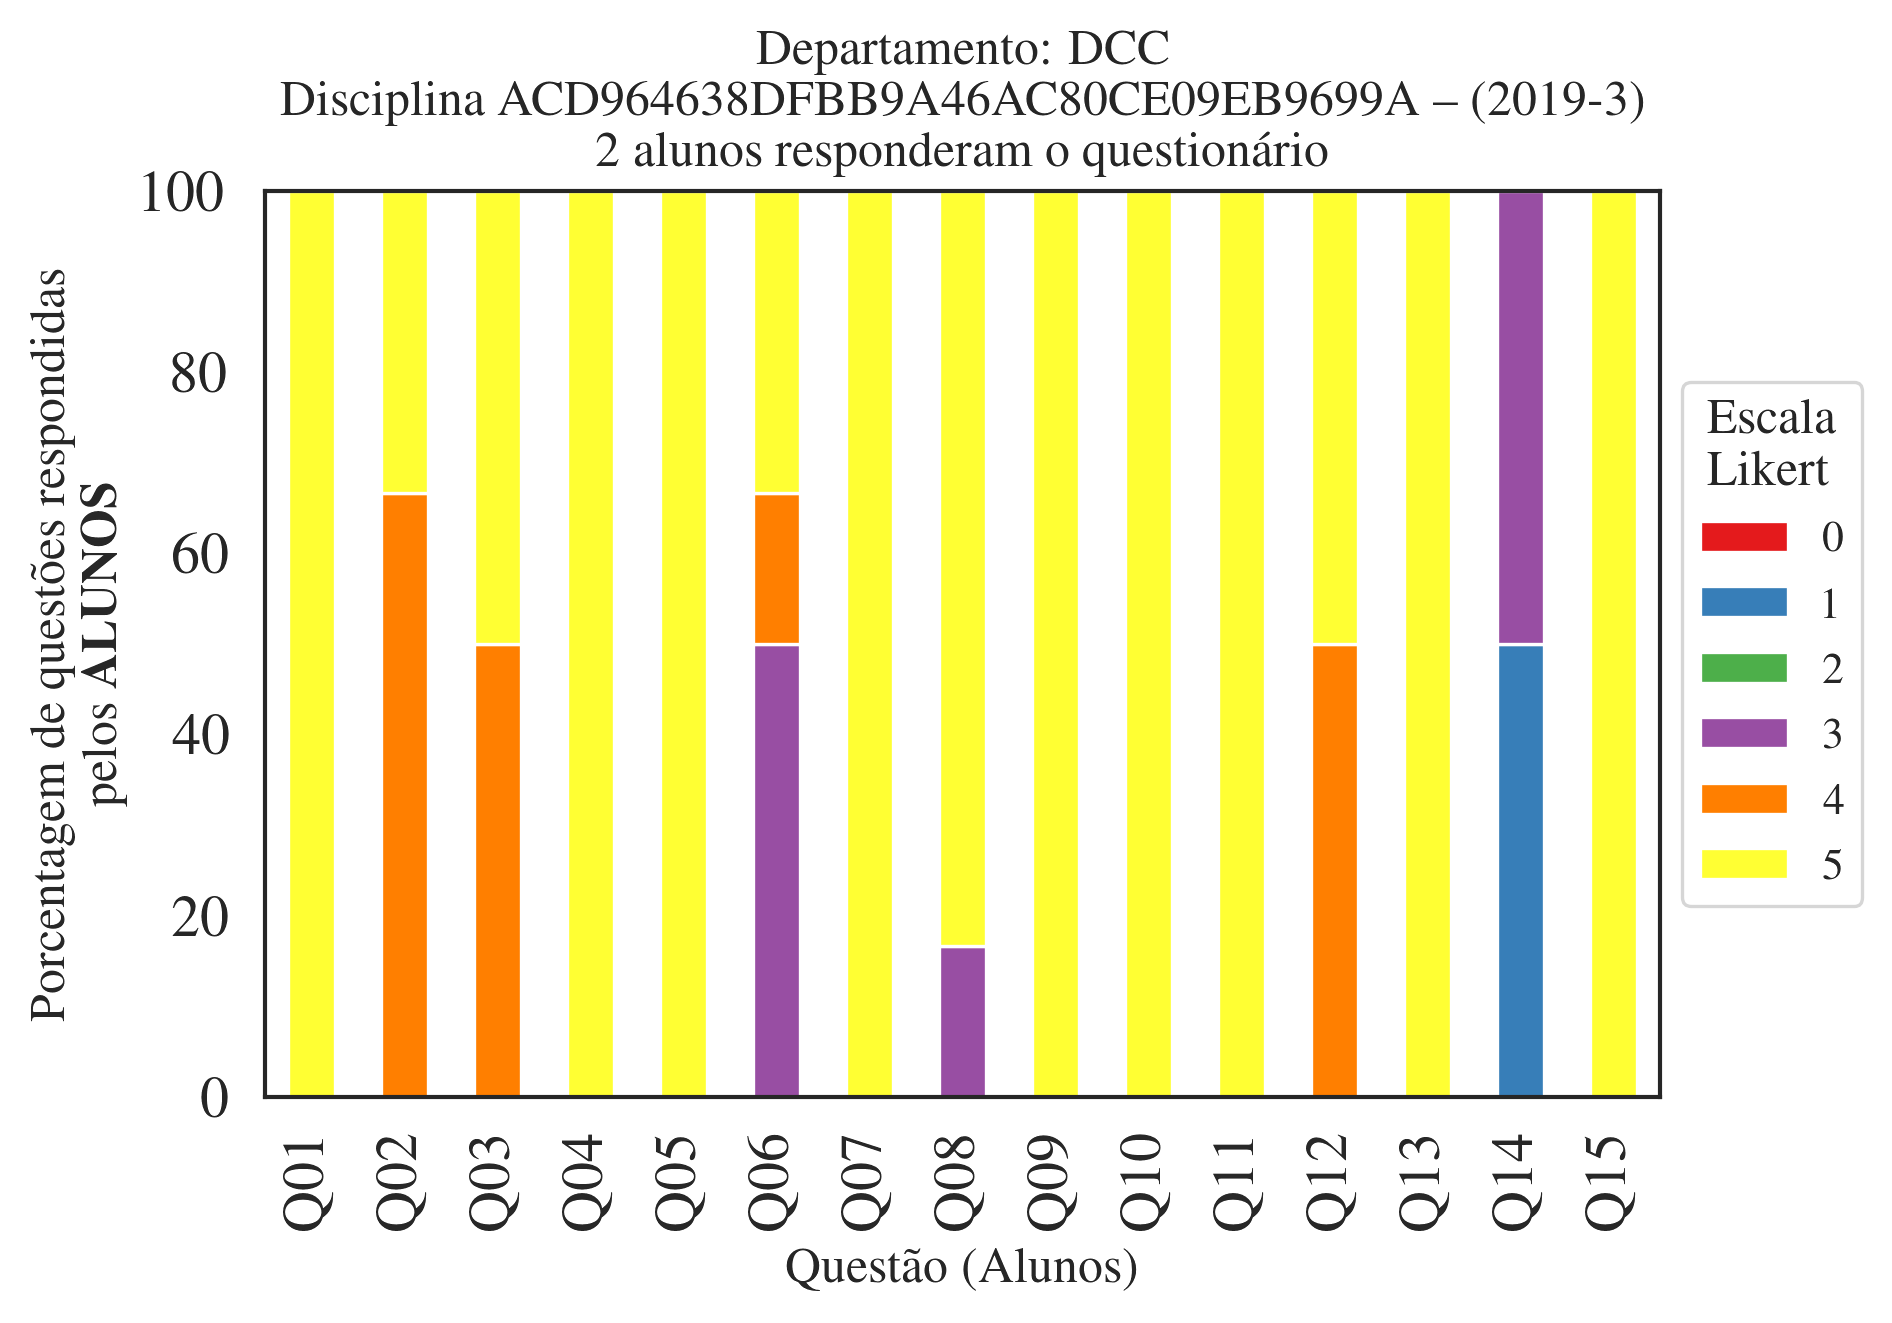 Departamento: DCC
Disciplina ACD964638DFBB9A46AC80CE09EB9699A – (2019-3)
2 alunos responderam o questionário
Porcentagem de questões respondidas
pelos ALUNOS
100
80
60
40
20
0
Q01
Q02
Q03
Q04
Q05
Q06
Q07
Q08
Q09
Q10
Q11
Q12
Q13
Q14
Q15
Questão (Alunos)
Escala
Likert
0
1
2
3
4
5